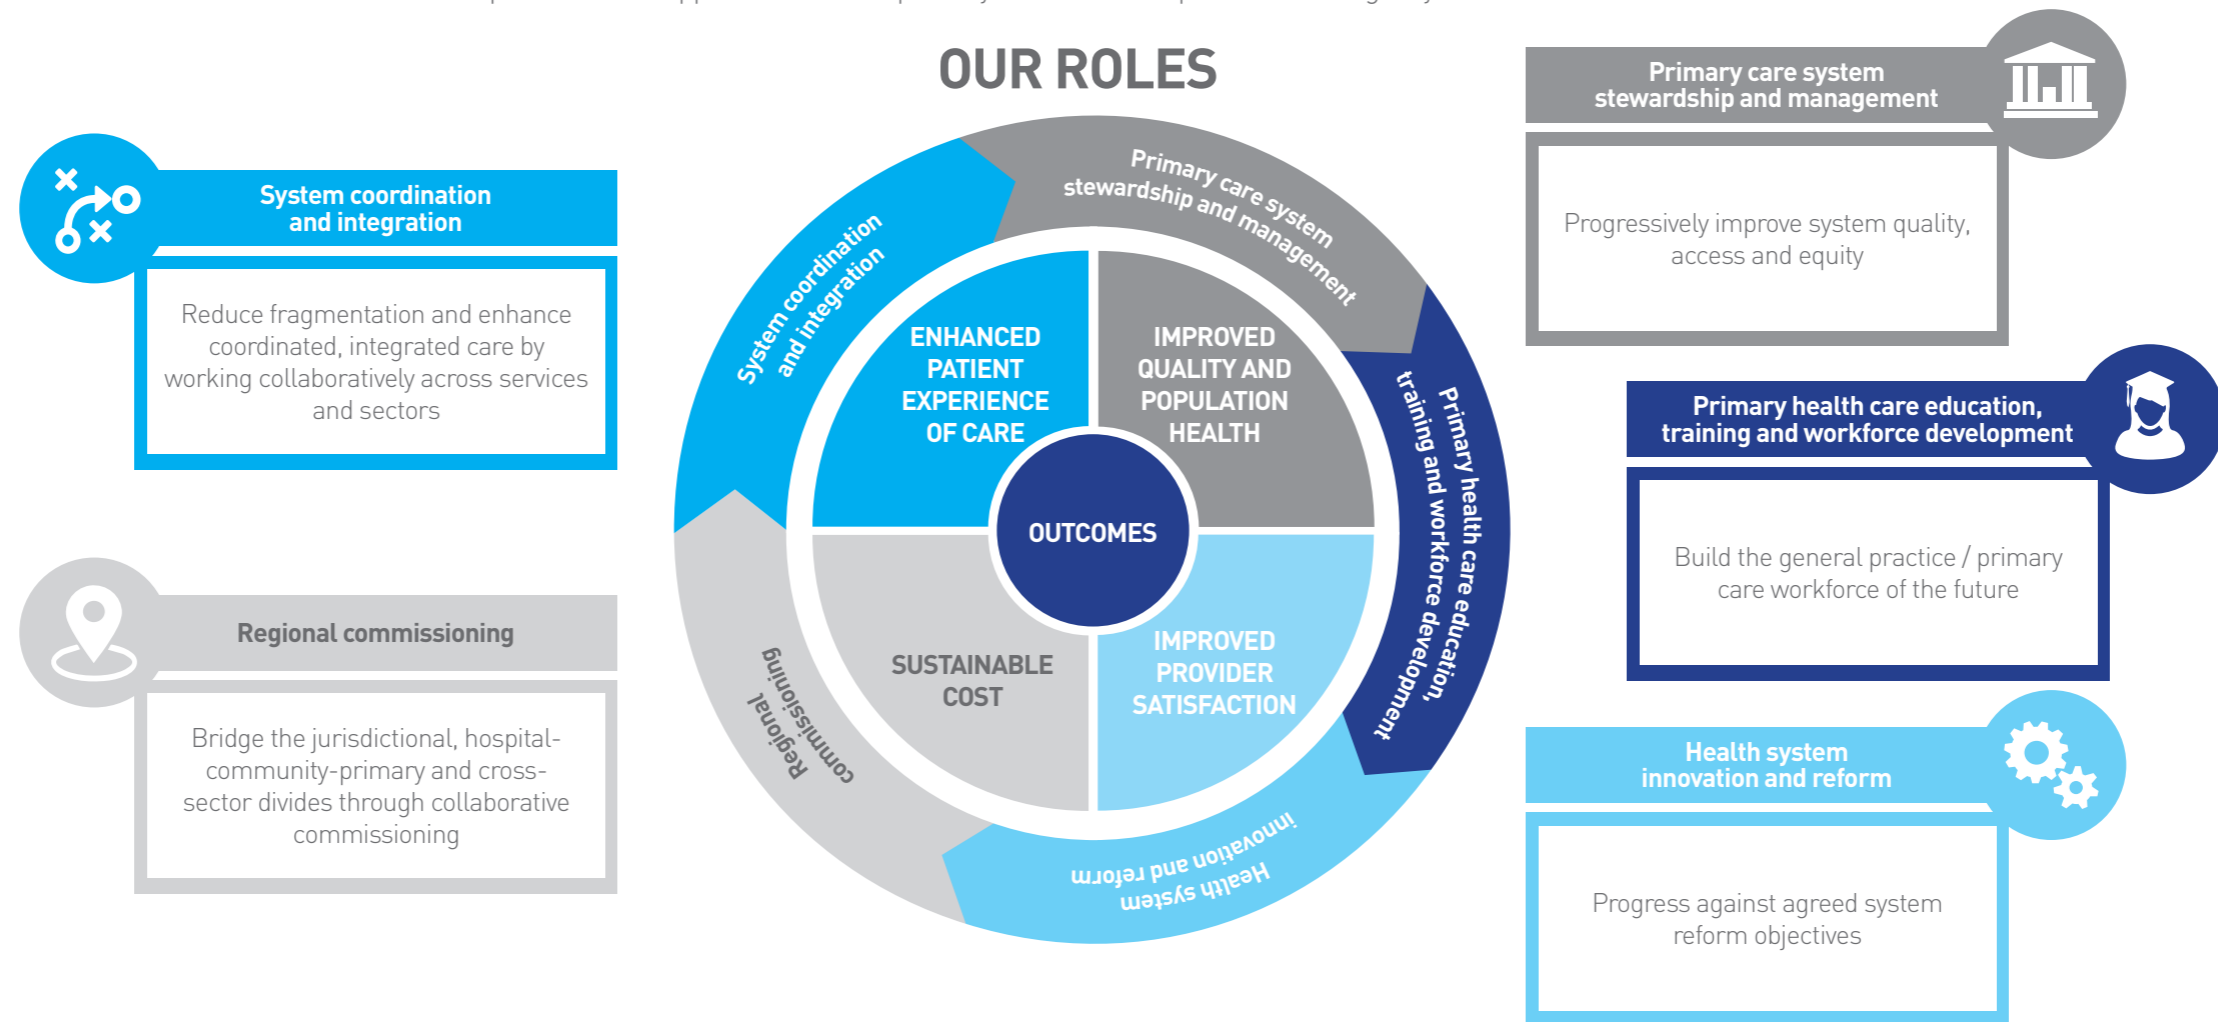 OUR ROLES
System coordination
and integration
Reduce fragmentation and enhance
coordinated, integrated care by
working collaboratively across services
and sectors
Regional commissioning
Bridge the jurisdictional, hospital-
community-primary and cross-
sector divides through collaborative
commissioning
System coordination
and integration
Primary care system
stewardship and management
Primary health care education,
training and workforce development
Health system
innovation and reform
Regional
commissioning
ENHANCED
PATIENT
EXPERIENCE
OF CARE
IMPROVED
QUALITY AND
POPULATION
HEALTH
OUTCOMES
SUSTAINABLE
COST
IMPROVED
PROVIDER
SATISFACTION
Primary care system
stewardship and management
Progressively improve system quality,
access and equity
Primary health care education,
training and workforce development
Build the general practice / primary
care workforce of the future
Health system
innovation and reform
Progress against agreed system
reform objectives